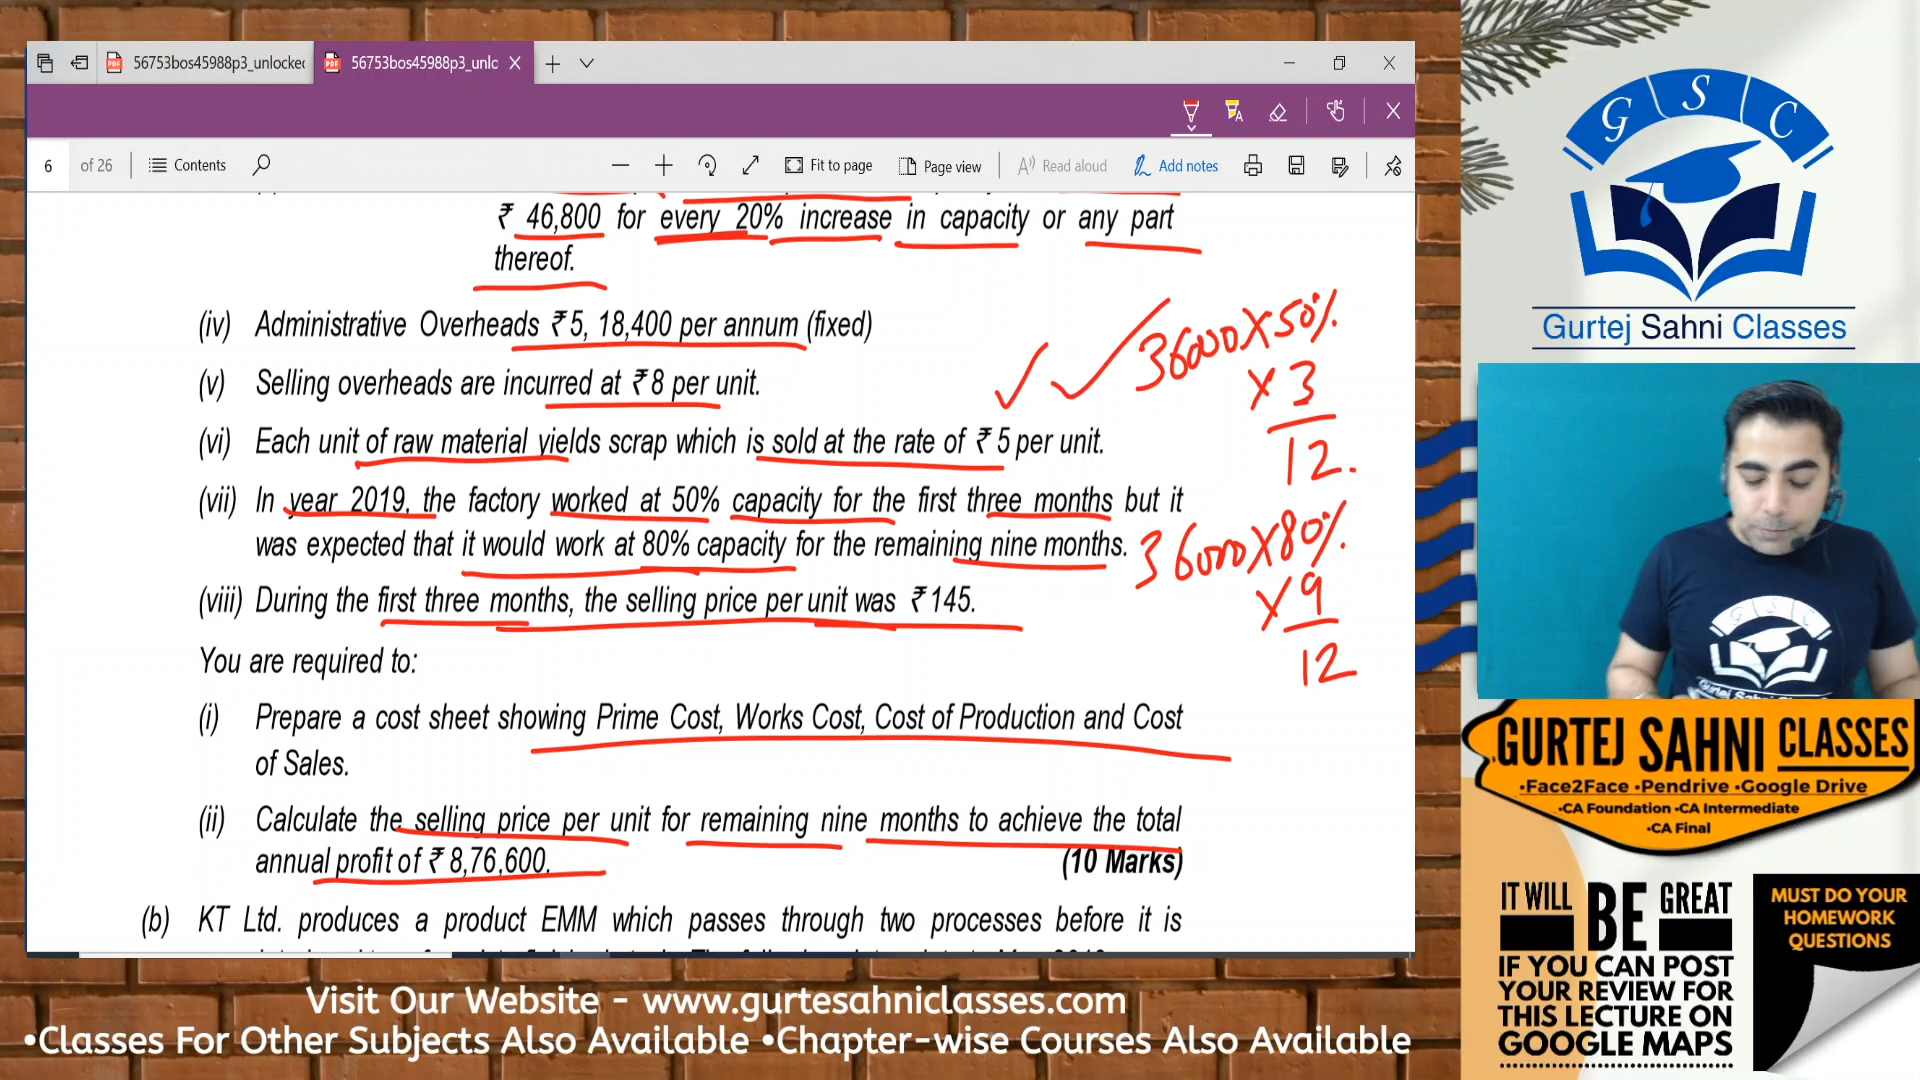 56753bos45988p3_unlocked
56753bos45988p3_unlo
6 of 26
Contents
Fit to page
Page view
Read aloud
Add notes
₹ 46,800 for every 20% increase in capacity or any part
thereof.
(iv) Administrative Overheads ₹ 5, 18,400 per annum (fixed)
(v) Selling overheads are incurred at ₹ 8 per unit.
(vi) Each unit of raw material yields scrap which is sold at the rate of ₹ 5 per unit.
(vii) In year 2019, the factory worked at 50% capacity for the first three months but it
was expected that it would work at 80% capacity for the remaining nine months.
(viii) During the first three months, the selling price per unit was ₹ 145.
You are required to:
(i) Prepare a cost sheet showing Prime Cost, Works Cost, Cost of Production and Cost
of Sales.
(ii) Calculate the selling price per unit for remaining nine months to achieve the total
annual profit of ₹ 8,76,600. (10 Marks)
(b) KT Ltd. produces a product EMM which passes through two processes before it is
36000X50%
X 3
12.
36000X80%
X 9
12
G S C
Gurtej Sahni Classes
G S C
GURTEJ SAHNI CLASSES
•Face2Face •Pendrive •Google Drive
•CA Foundation •CA Intermediate
•CA Final
IT WILL BE GREAT
IF YOU CAN POST
YOUR REVIEW FOR
THIS LECTURE ON
GOOGLE MAPS
MUST DO YOUR
HOMEWORK
QUESTIONS
Visit Our Website - www.gurtesahniclasses.com
•Classes For Other Subjects Also Available •Chapter-wise Courses Also Available